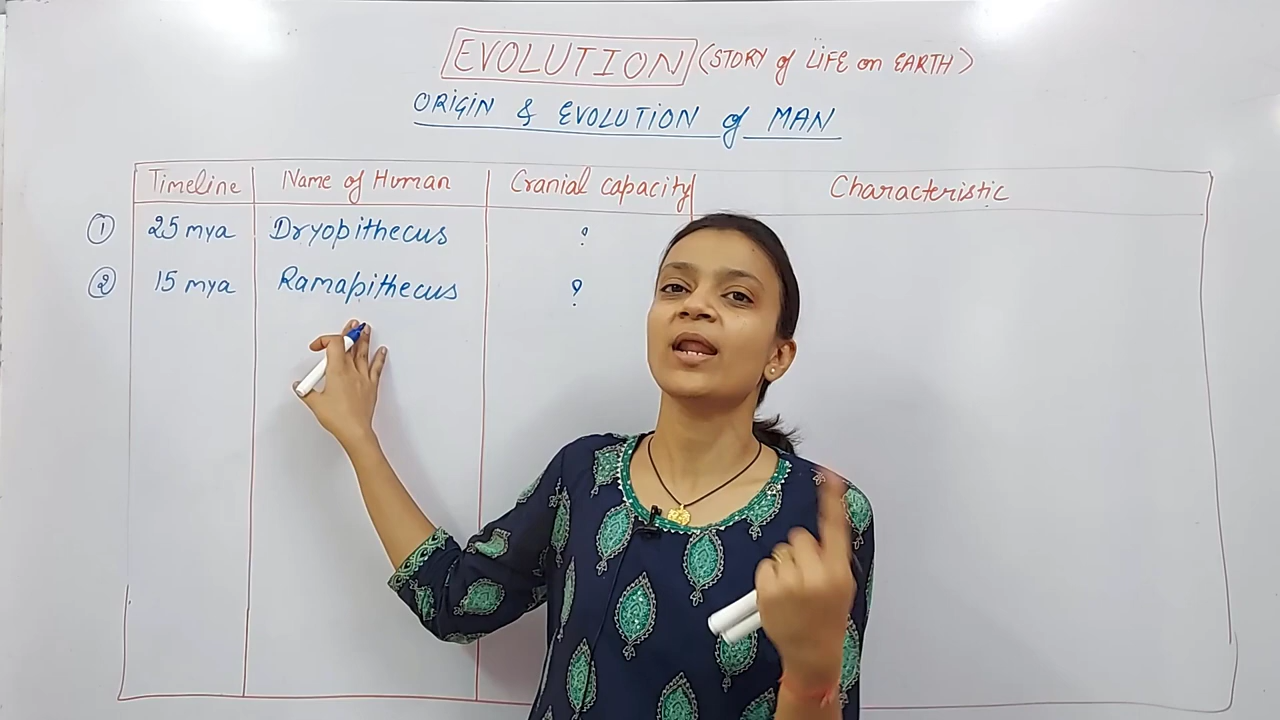 EVOLUTION (STORY of LIFE on EARTH)
ORIGIN & EVOLUTION of MAN
Timeline Name of Human Cranial capacity Characteristic
1 25 mya Dryopithecus ?
2 15 mya Ramapithecus ?